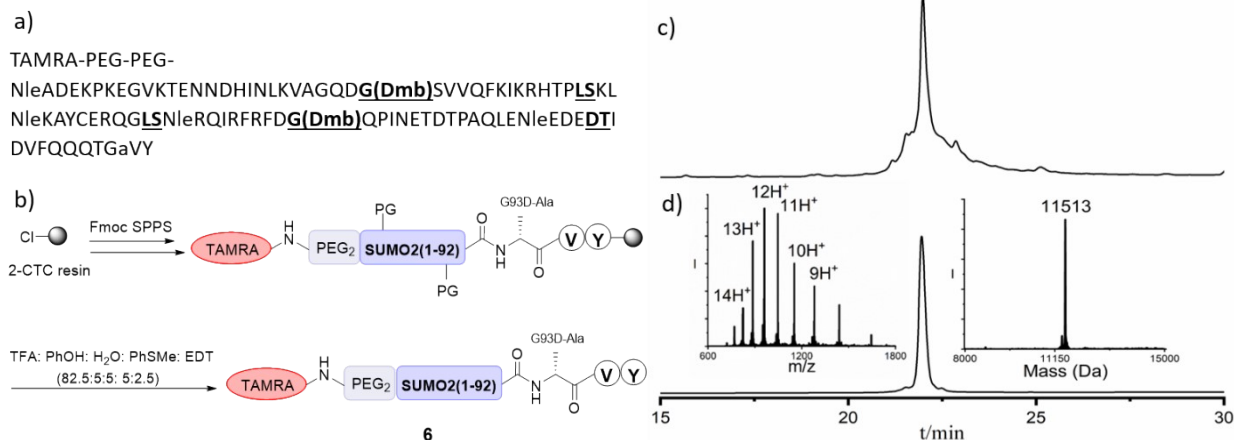 a)
TAMRA-PEG-PEG-
NleADEKPKEGVKTENNDHINLKVAGQDG(Dmb)SVVQFKIKRHTPLSKL
NleKAYCERQGLSNleRQIRFRFDG(Dmb)QPINETDTPAQLENleEDEDTI
DVFQQQTGaVY
b)
Cl
2-CTC resin
Fmoc SPPS
TAMRA
H
N
PEG2
PG
SUMO2(1-92)
PG
O
N
H
G93D-Ala
O
V Y
TFA: PhOH: H2O: PhSMe: EDT
(82.5:5:5: 5:2.5)
TAMRA
H
N
PEG2
SUMO2(1-92)
O
N
H
G93D-Ala
O
V Y
6
c)
d)
I
14H+
13H+
12H+
11H+
10H+
9H+
600 1200 1800
m/z
I
11513
8000 11150 15000
Mass (Da)
15 20 25 30
t/min